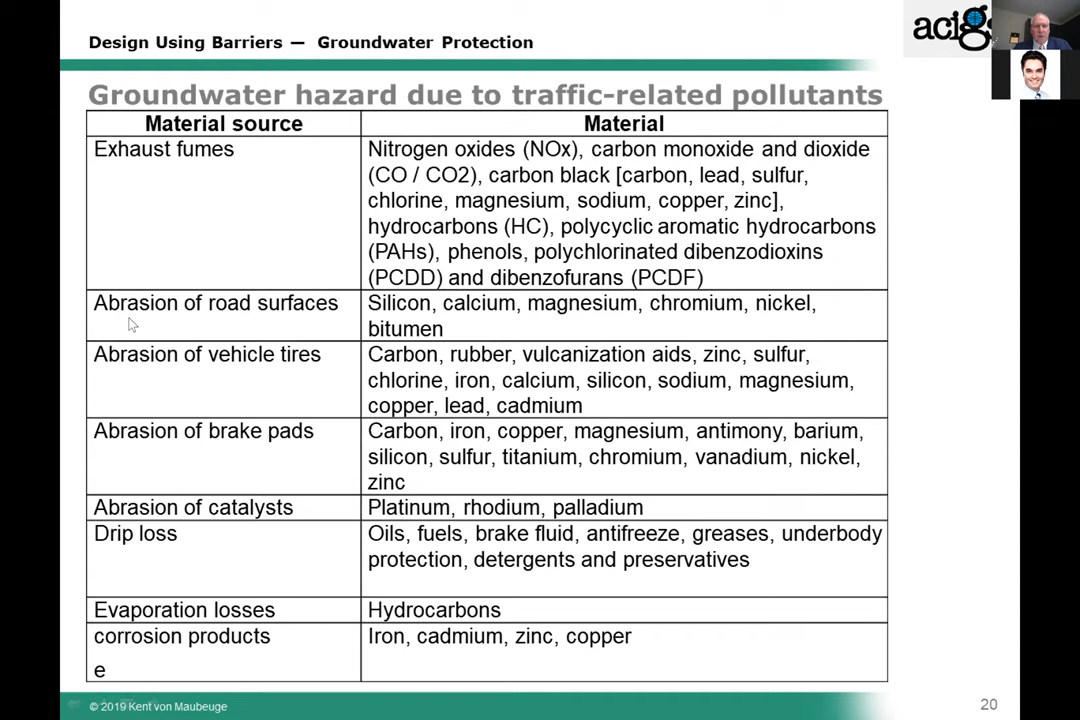 Design Using Barriers — Groundwater Protection
acigs
Groundwater hazard due to traffic-related pollutants
Material source
Material
Exhaust fumes
Nitrogen oxides (NOx), carbon monoxide and dioxide
(CO / CO2), carbon black [carbon, lead, sulfur,
chlorine, magnesium, sodium, copper, zinc],
hydrocarbons (HC), polycyclic aromatic hydrocarbons
(PAHs), phenols, polychlorinated dibenzodioxins
(PCDD) and dibenzofurans (PCDF)
Abrasion of road surfaces
Silicon, calcium, magnesium, chromium, nickel,
bitumen
Abrasion of vehicle tires
Carbon, rubber, vulcanization aids, zinc, sulfur,
chlorine, iron, calcium, silicon, sodium, magnesium,
copper, lead, cadmium
Abrasion of brake pads
Carbon, iron, copper, magnesium, antimony, barium,
silicon, sulfur, titanium, chromium, vanadium, nickel,
zinc
Abrasion of catalysts
Platinum, rhodium, palladium
Drip loss
Oils, fuels, brake fluid, antifreeze, greases, underbody
protection, detergents and preservatives
Evaporation losses
Hydrocarbons
corrosion products
Iron, cadmium, zinc, copper
e
© 2019 Kent von Maubeuge
20